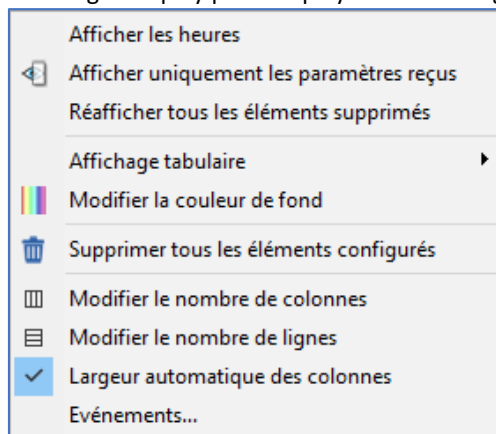 Afficher les heures
Afficher uniquement les paramètres reçus
Réafficher tous les éléments supprimés
Affichage tabulaire
Modifier la couleur de fond
Supprimer tous les éléments configurés
Modifier le nombre de colonnes
Modifier le nombre de lignes
Largeur automatique des colonnes
Evénements...